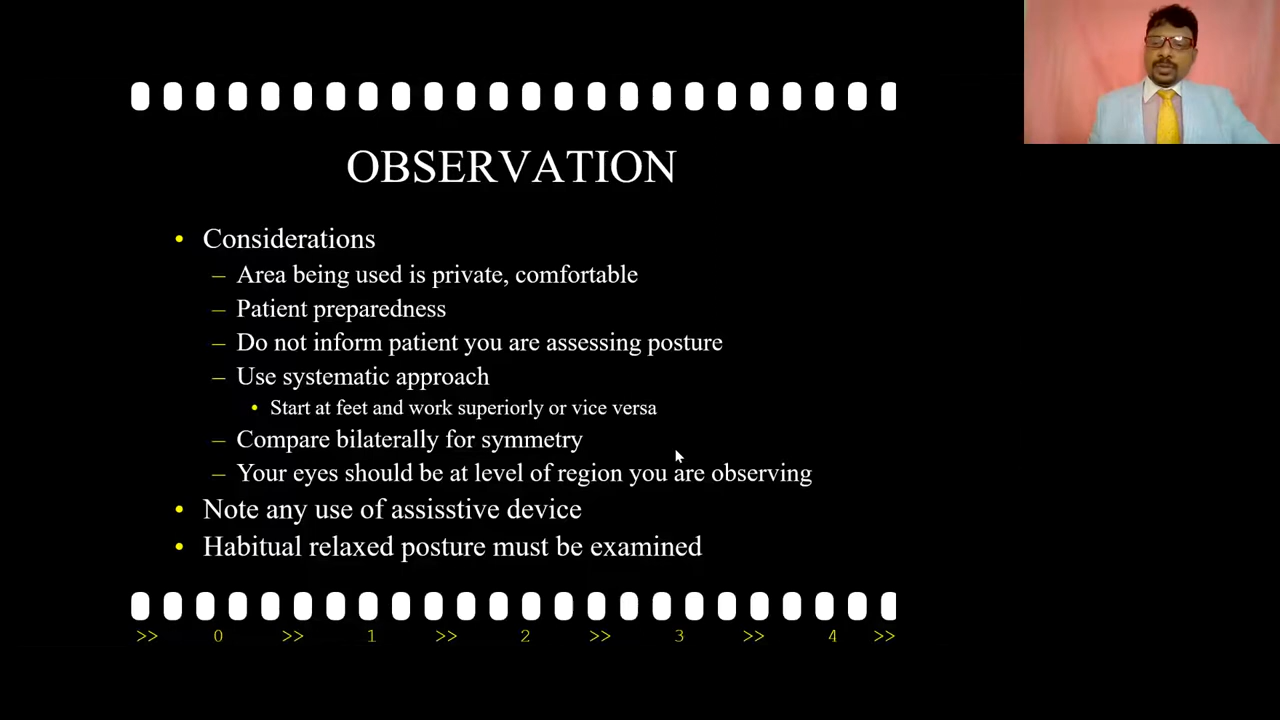 OBSERVATION
• Considerations
– Area being used is private, comfortable
– Patient preparedness
– Do not inform patient you are assessing posture
– Use systematic approach
• Start at feet and work superiorly or vice versa
– Compare bilaterally for symmetry
– Your eyes should be at level of region you are observing
• Note any use of assisstive device
• Habitual relaxed posture must be examined
>> 0 >> 1 >> 2 >> 3 >> 4 >>